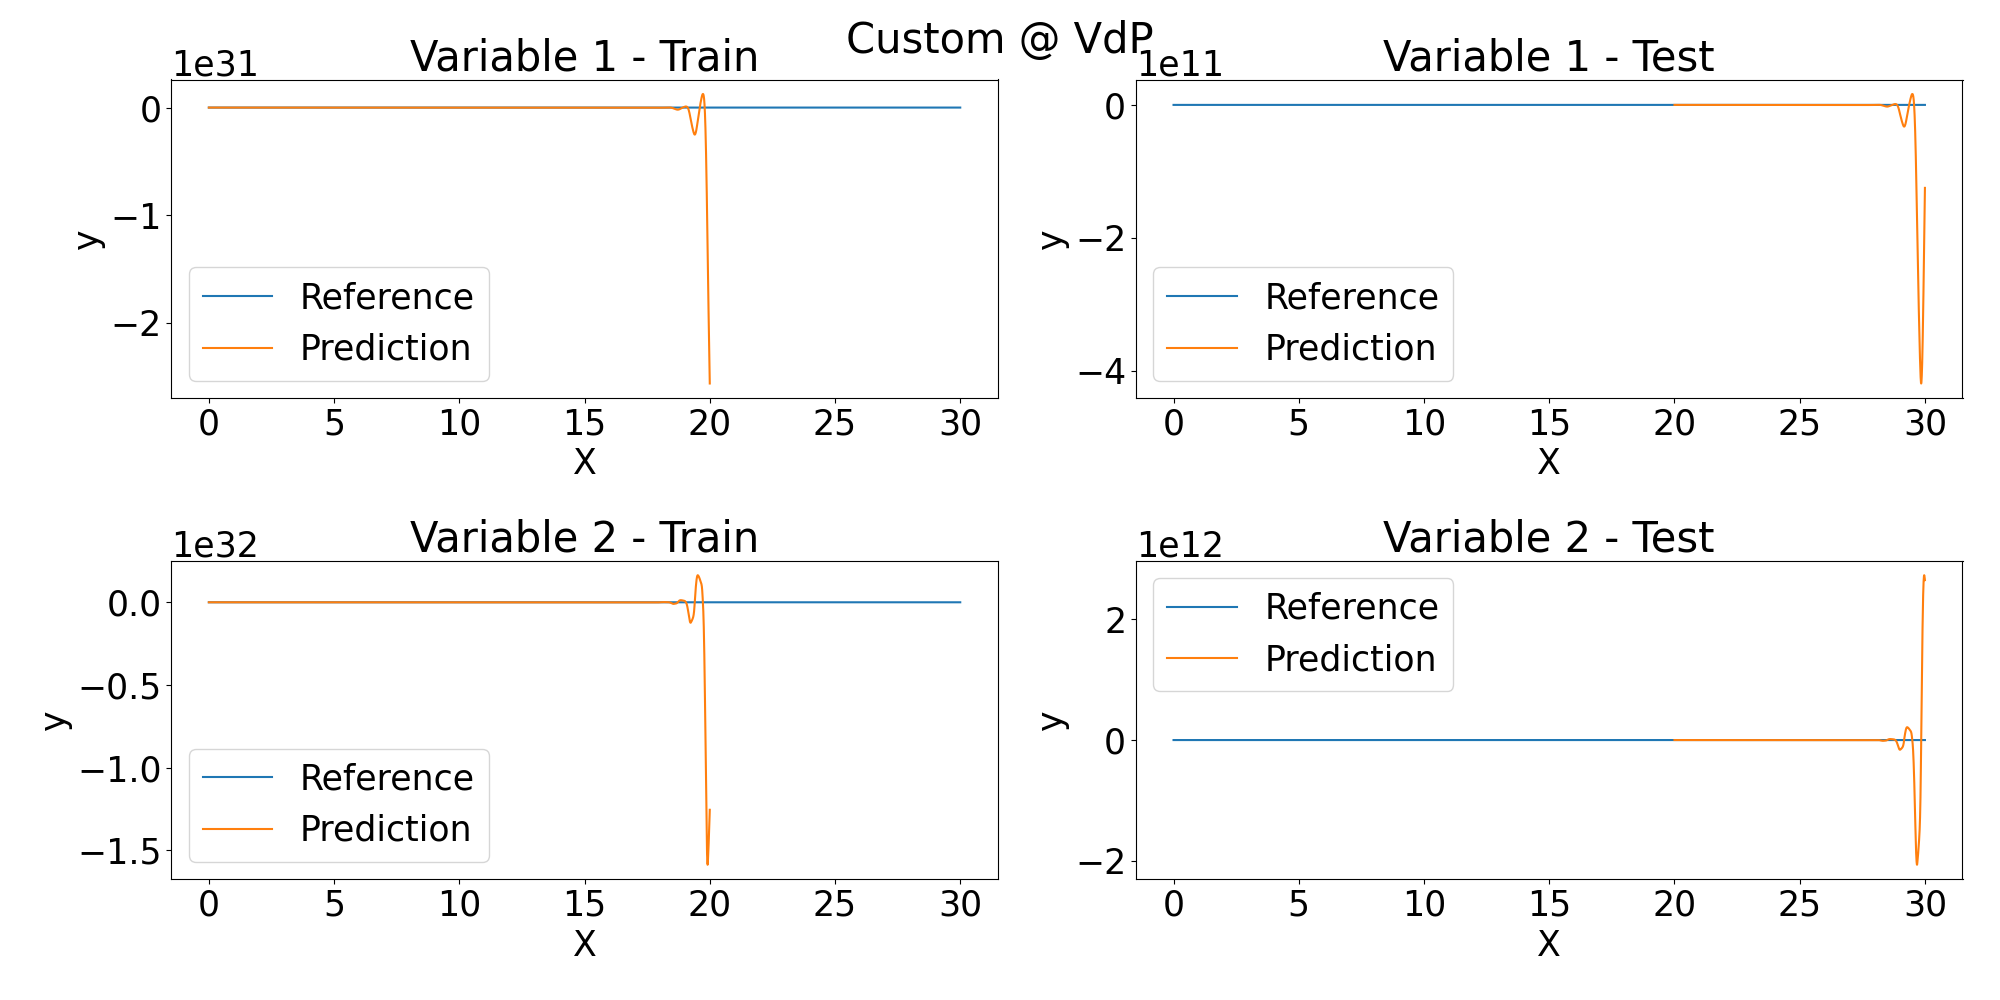 Custom @ VdP
Variable 1 - Train
1e31
0
−1
−2
y
Reference
Prediction
0 5 10 15 20 25 30
X
Variable 1 - Test
1e11
0
−2
−4
y
Reference
Prediction
0 5 10 15 20 25 30
X
Variable 2 - Train
1e32
0.0
−0.5
−1.0
−1.5
y
Reference
Prediction
0 5 10 15 20 25 30
X
Variable 2 - Test
1e12
2
0
−2
y
Reference
Prediction
0 5 10 15 20 25 30
X